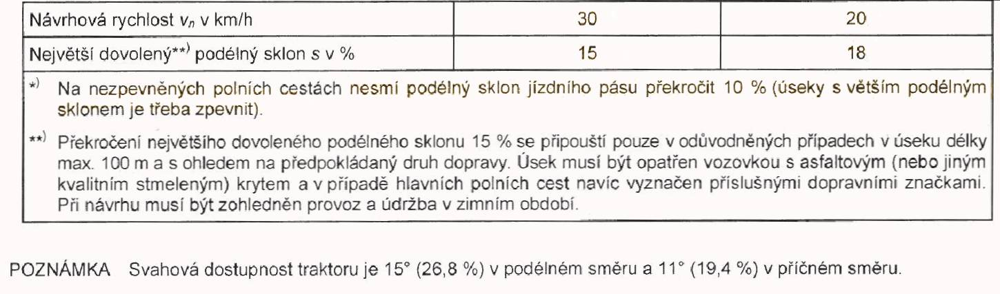 Návrhová rychlost vₙ v km/h 30 20
Největší dovolený**) podélný sklon s v % 15 18
*) Na nezpevněných polních cestách nesmí podélný sklon jízdního pásu překročit 10 % (úseky s větším podélným
sklonem je třeba zpevnit).
**) Překročení největšího dovoleného podélného sklonu 15 % se připouští pouze v odůvodněných případech v úseku délky
max. 100 m a s ohledem na předpokládaný druh dopravy. Úsek musí být opatřen vozovkou s asfaltovým (nebo jiným
kvalitním stmeleným) krytem a v případě hlavních polních cest navíc vyznačen příslušnými dopravními značkami.
Při návrhu musí být zohledněn provoz a údržba v zimním období.
POZNÁMKA Svahová dostupnost traktoru je 15° (26,8 %) v podélném směru a 11° (19,4 %) v příčném směru.